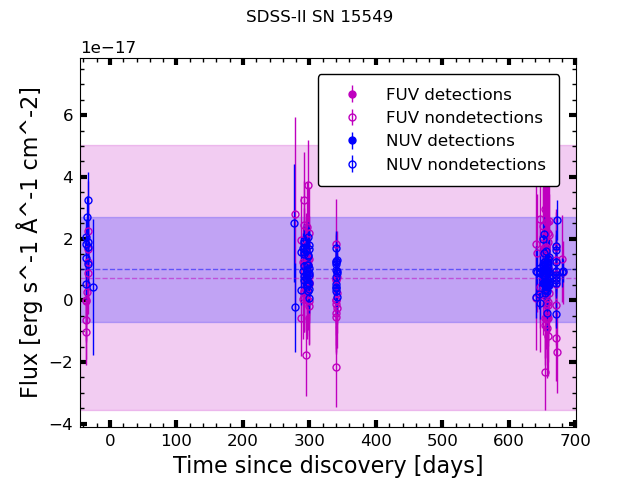 SDSS-II SN 15549
1e−17
FUV detections
FUV nondetections
NUV detections
NUV nondetections
6
4
2
0
−2
−4
Flux [erg s^-1 Å^-1 cm^-2]
0 100 200 300 400 500 600 700
Time since discovery [days]